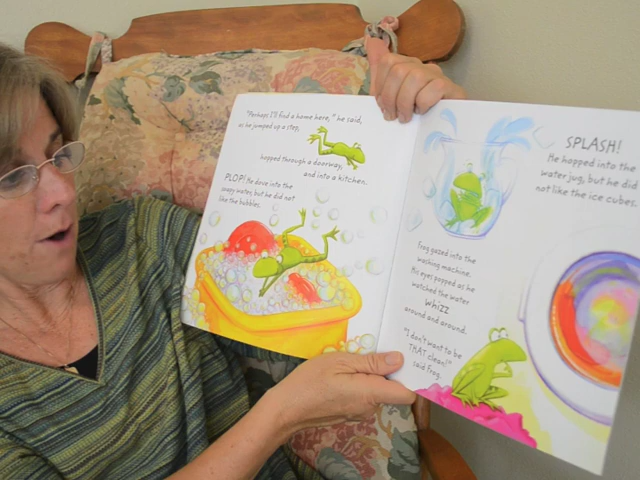 "Perhaps I'll find a home here," he said,
as he jumped up a step,
hopped through a doorway,
and into a kitchen.
PLOP! He dove into the
soapy water, but he did not
like the bubbles.
SPLASH!
He hopped into the
water jug, but he did
not like the ice cubes.
Frog gazed into the
washing machine.
His eyes popped as he
watched the water
whizz
around and around.
"I don't want to be
THAT clean!"
said Frog.